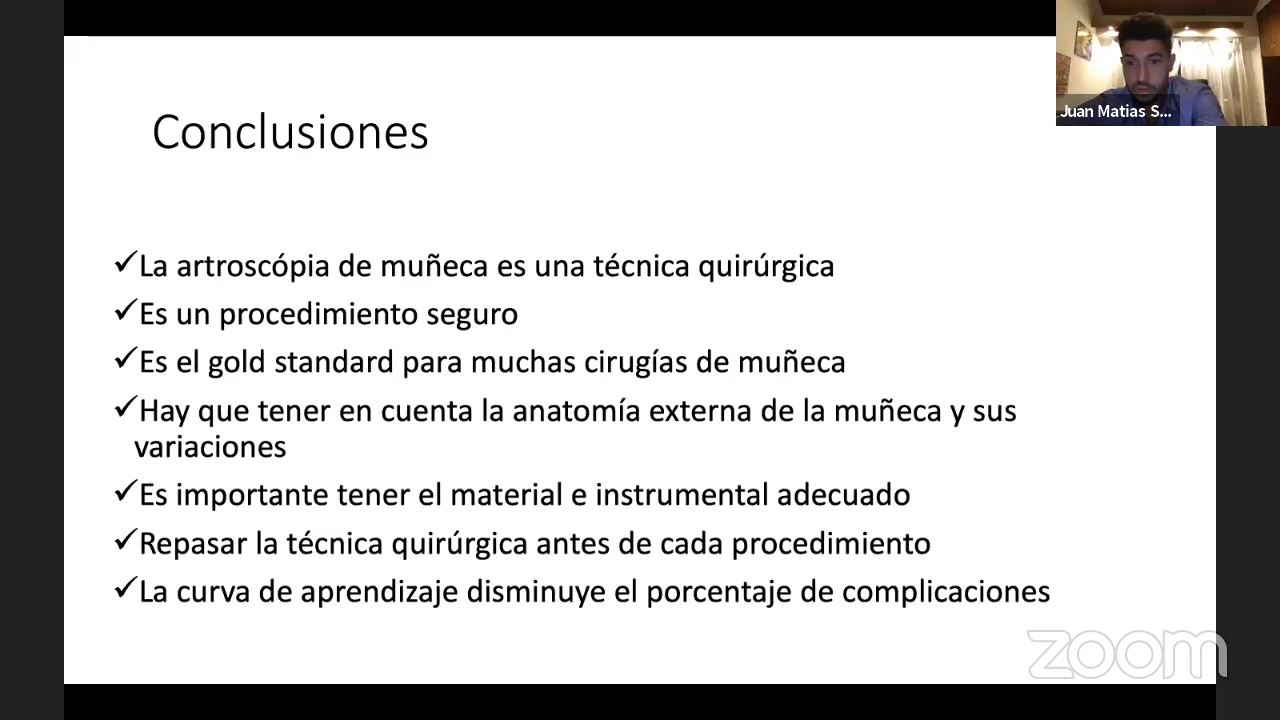 Juan Matias S...
Conclusiones
✓La artroscópia de muñeca es una técnica quirúrgica
✓Es un procedimiento seguro
✓Es el gold standard para muchas cirugías de muñeca
✓Hay que tener en cuenta la anatomía externa de la muñeca y sus
variaciones
✓Es importante tener el material e instrumental adecuado
✓Repasar la técnica quirúrgica antes de cada procedimiento
✓La curva de aprendizaje disminuye el porcentaje de complicaciones
zoom